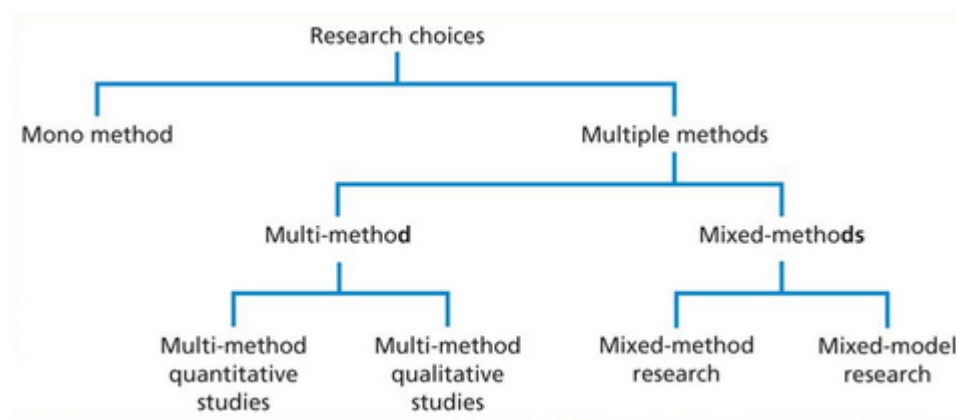 Research choices
Mono method
Multiple methods
Multi-method
Mixed-methods
Multi-method
quantitative
studies
Multi-method
qualitative
studies
Mixed-method
research
Mixed-model
research